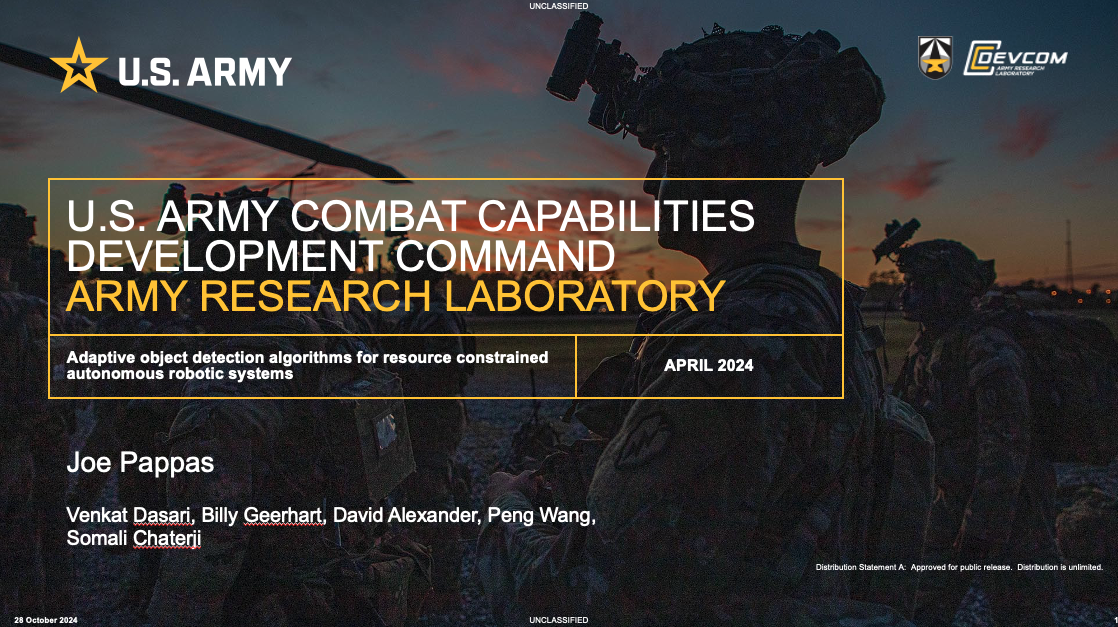 UNCLASSIFIED
U.S. ARMY
DEVCOM
ARMY RESEARCH
LABORATORY
U.S. ARMY COMBAT CAPABILITIES
DEVELOPMENT COMMAND
ARMY RESEARCH LABORATORY
Adaptive object detection algorithms for resource constrained
autonomous robotic systems
APRIL 2024
Joe Pappas
Venkat Dasari, Billy Geerhart, David Alexander, Peng Wang,
Somali Chaterji
Distribution Statement A: Approved for public release. Distribution is unlimited.
28 October 2024
UNCLASSIFIED